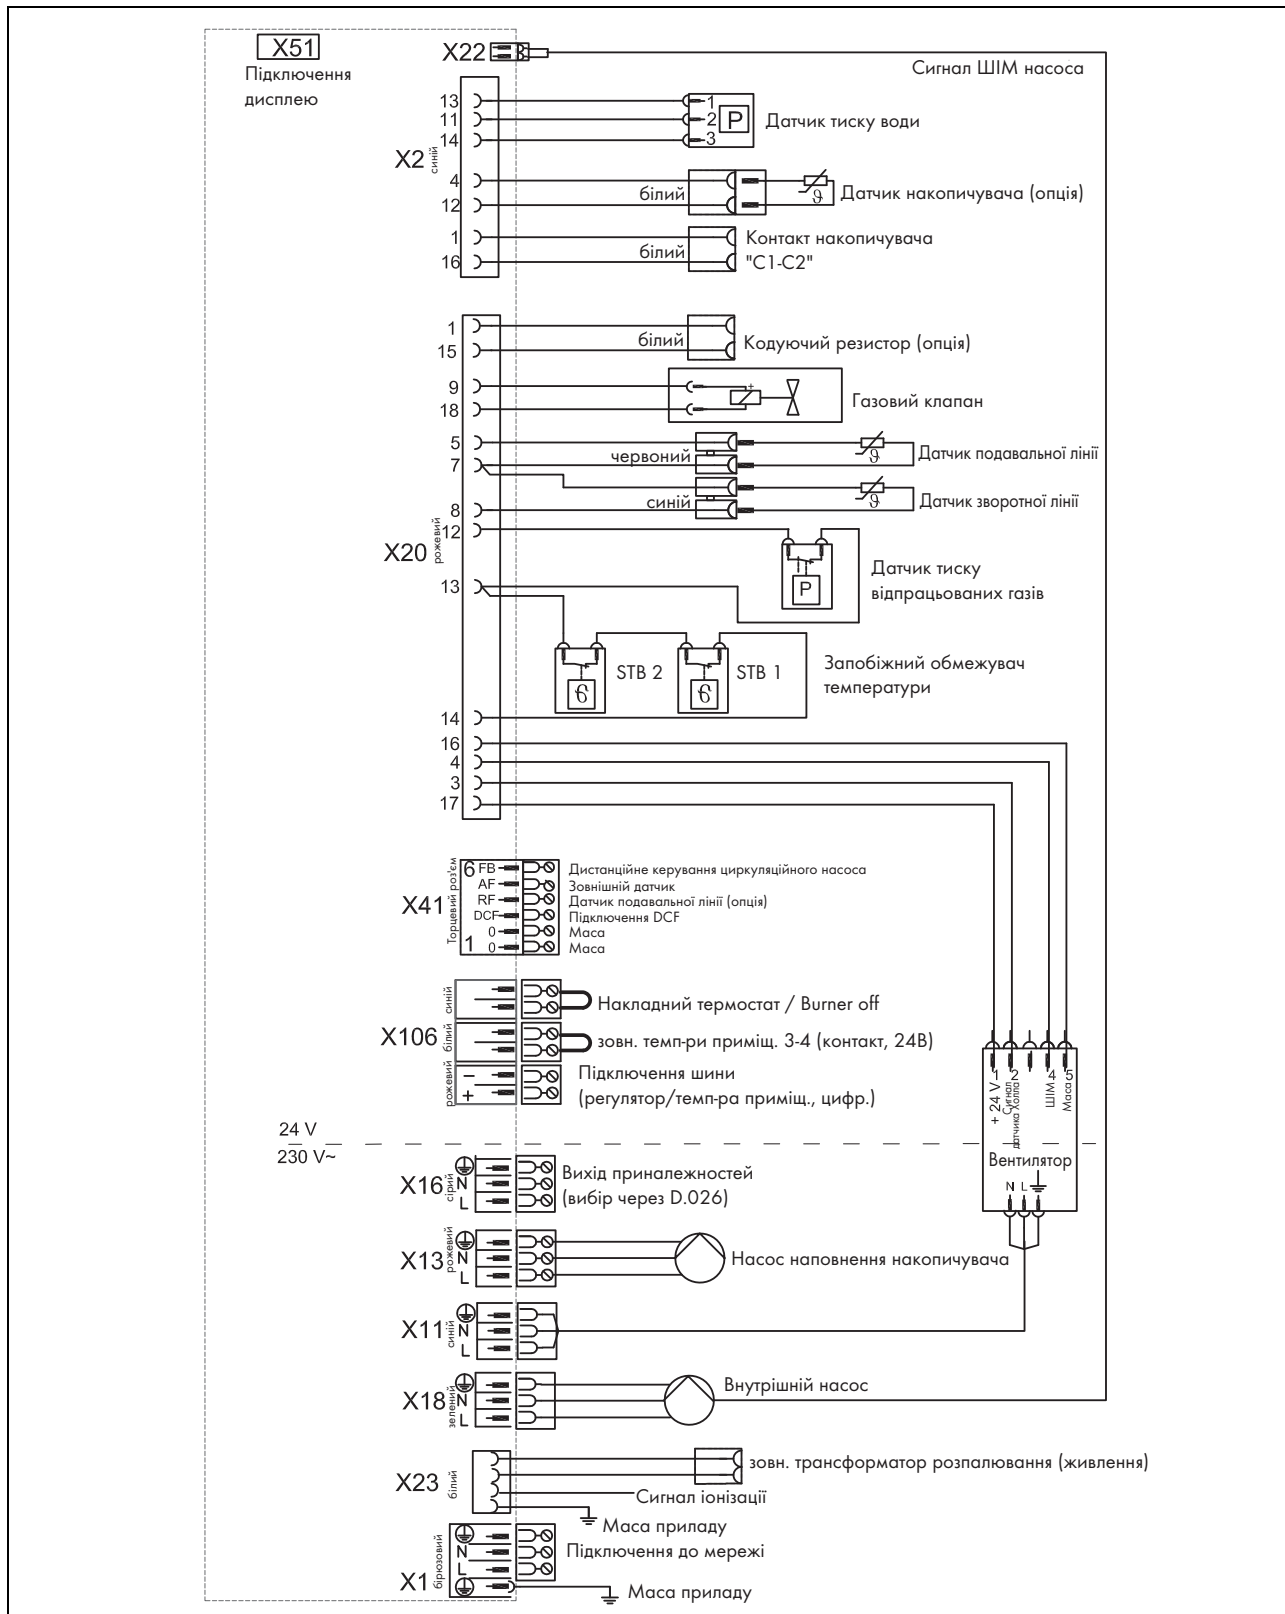 X51
Підключення
дисплею
X22
Сигнал ШІМ насоса
X2
синій
13
11
14
4
12
1
16
1
2
3
P
Датчик тиску води
білий
ϑ
Датчик накопичувача (опція)
білий
Контакт накопичувача
"C1-C2"
X20
рожевий
1
15
9
18
5
7
8
12
13
14
16
4
3
17
білий
Кодуючий резистор (опція)
+
Газовий клапан
червоний
ϑ
Датчик подавальної лінії
синій
ϑ
Датчик зворотної лінії
P
Датчик тиску
відпрацьованих газів
ϑ
STB 2
ϑ
STB 1
Запобіжний обмежувач
температури
X41
Торцевий роз'єм
6 FB Дистанційне керування циркуляційного насоса
AF Зовнішній датчик
RF Датчик подавальної лінії (опція)
DCF Підключення DCF
0 Маса
1 0 Маса
X106
синій
Накладний термостат / Burner off
білий
зовн. темп-ри приміщ. 3-4 (контакт, 24В)
рожевий
−
+
Підключення шини
(регулятор/темп-ра приміщ., цифр.)
1 2 4 5
+ 24 V
Сигнал
датчика Холла
ШІМ
Маса
Вентилятор
N L
24 V
230 V~
X16
сірий
N
L
Вихід приналежностей
(вибір через D.026)
X13
рожевий
N
L
Насос наповнення накопичувача
X11
синій
N
L
X18
зелений
N
L
Внутрішній насос
X23
білий
зовн. трансформатор розпалювання (живлення)
Сигнал іонізації
Маса приладу
X1
бірюзовий
N
L
Підключення до мережі
Маса приладу